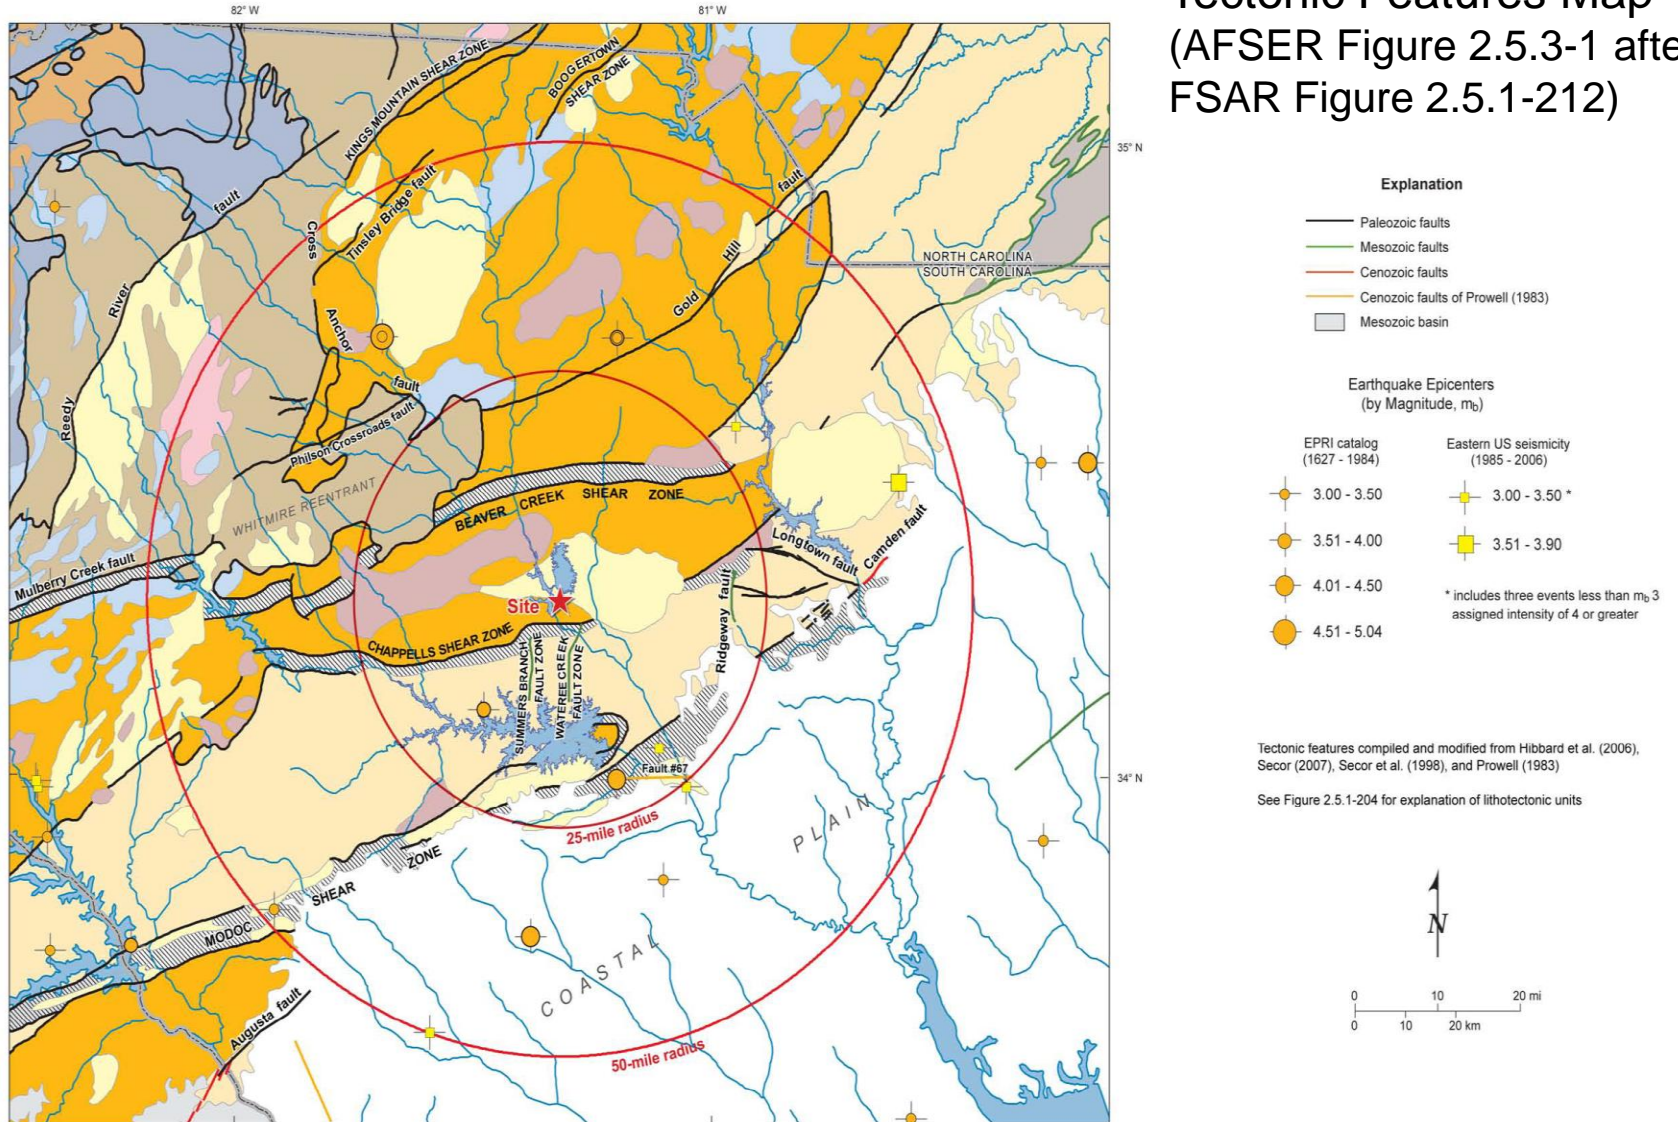 Tectonic Features Map
(AFSER Figure 2.5.3-1 afte
FSAR Figure 2.5.1-212)
82° W
81° W
35° N
34° N
KINGS MOUNTAIN SHEAR ZONE
BOOGERTOWN
SHEAR ZONE
Tinsley Bridge fault
Cross
Anchor
fault
Reedy
River
fault
Gold
Hill
fault
NORTH CAROLINA
SOUTH CAROLINA
Philson Crossroads fault
WHITMIRE REENTRANT
BEAVER CREEK SHEAR ZONE
Mulberry Creek fault
Longtown fault
Camden fault
Ridgeway fault
Site
CHAPPELLS SHEAR ZONE
SUMMERS BRANCH
FAULT ZONE
WATEREE CREEK
FAULT ZONE
Fault #67
25-mile radius
MODOC
SHEAR
ZONE
COASTAL
PLAIN
Augusta fault
50-mile radius
Explanation
Paleozoic faults
Mesozoic faults
Cenozoic faults
Cenozoic faults of Prowell (1983)
Mesozoic basin
Earthquake Epicenters
(by Magnitude, mb)
EPRI catalog
(1627 - 1984)
3.00 - 3.50
3.51 - 4.00
4.01 - 4.50
4.51 - 5.04
Eastern US seismicity
(1985 - 2006)
3.00 - 3.50 *
3.51 - 3.90
* includes three events less than mb 3
assigned intensity of 4 or greater
Tectonic features compiled and modified from Hibbard et al. (2006),
Secor (2007), Secor et al. (1998), and Prowell (1983)
See Figure 2.5.1-204 for explanation of lithotectonic units
N
0 10 20 mi
0 10 20 km